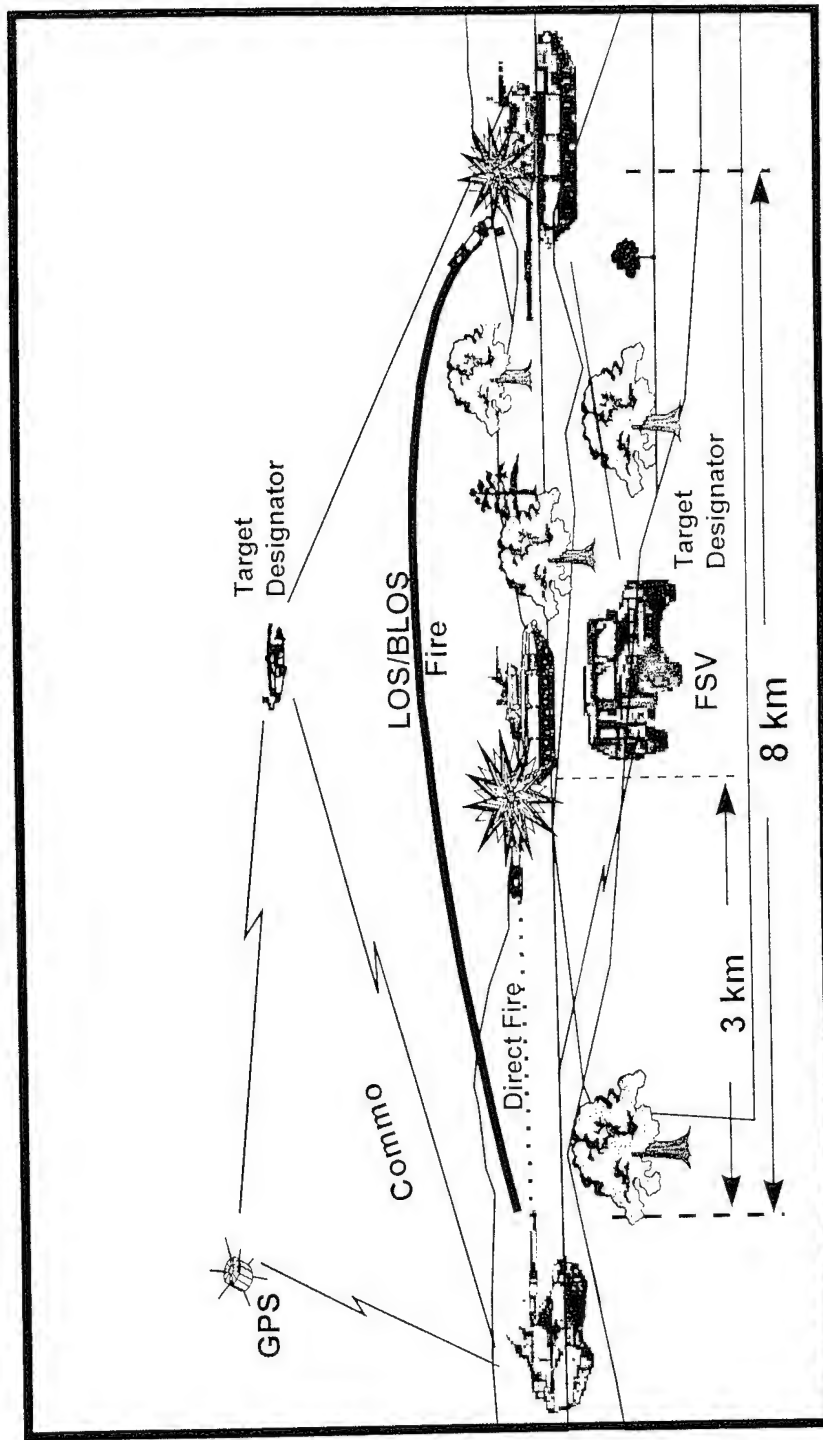 GPS
Target
Designator
Commo
LOS/BLOS
Fire
Direct Fire
Target
Designator
FSV
3 km
8 km